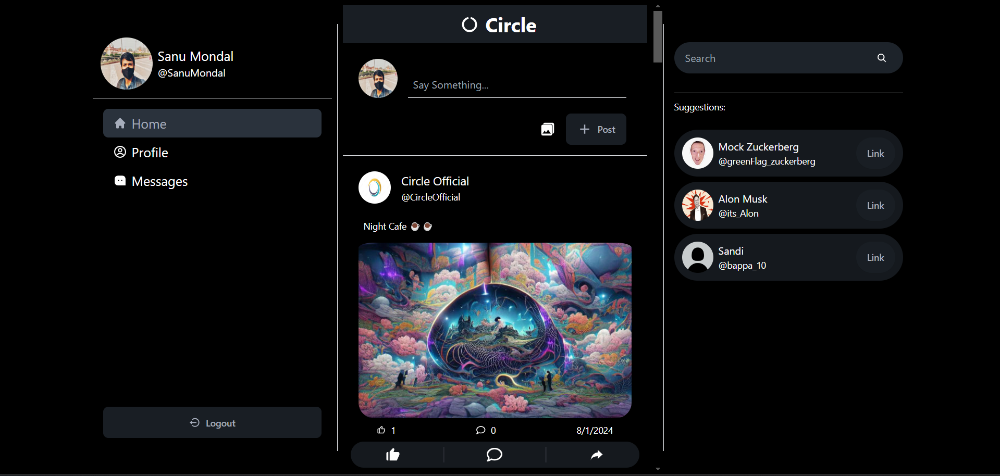 Sanu Mondal
@SanuMondal
Home
Profile
Messages
Logout
Circle
Say Something...
Post
Circle Official
@CircleOfficial
Night Cafe ☕ ☕
1
0
8/1/2024
Search
Suggestions:
Mock Zuckerberg
@greenFlag_zuckerberg
Link
Alon Musk
@its_Alon
Link
Sandi
@bappa_10
Link